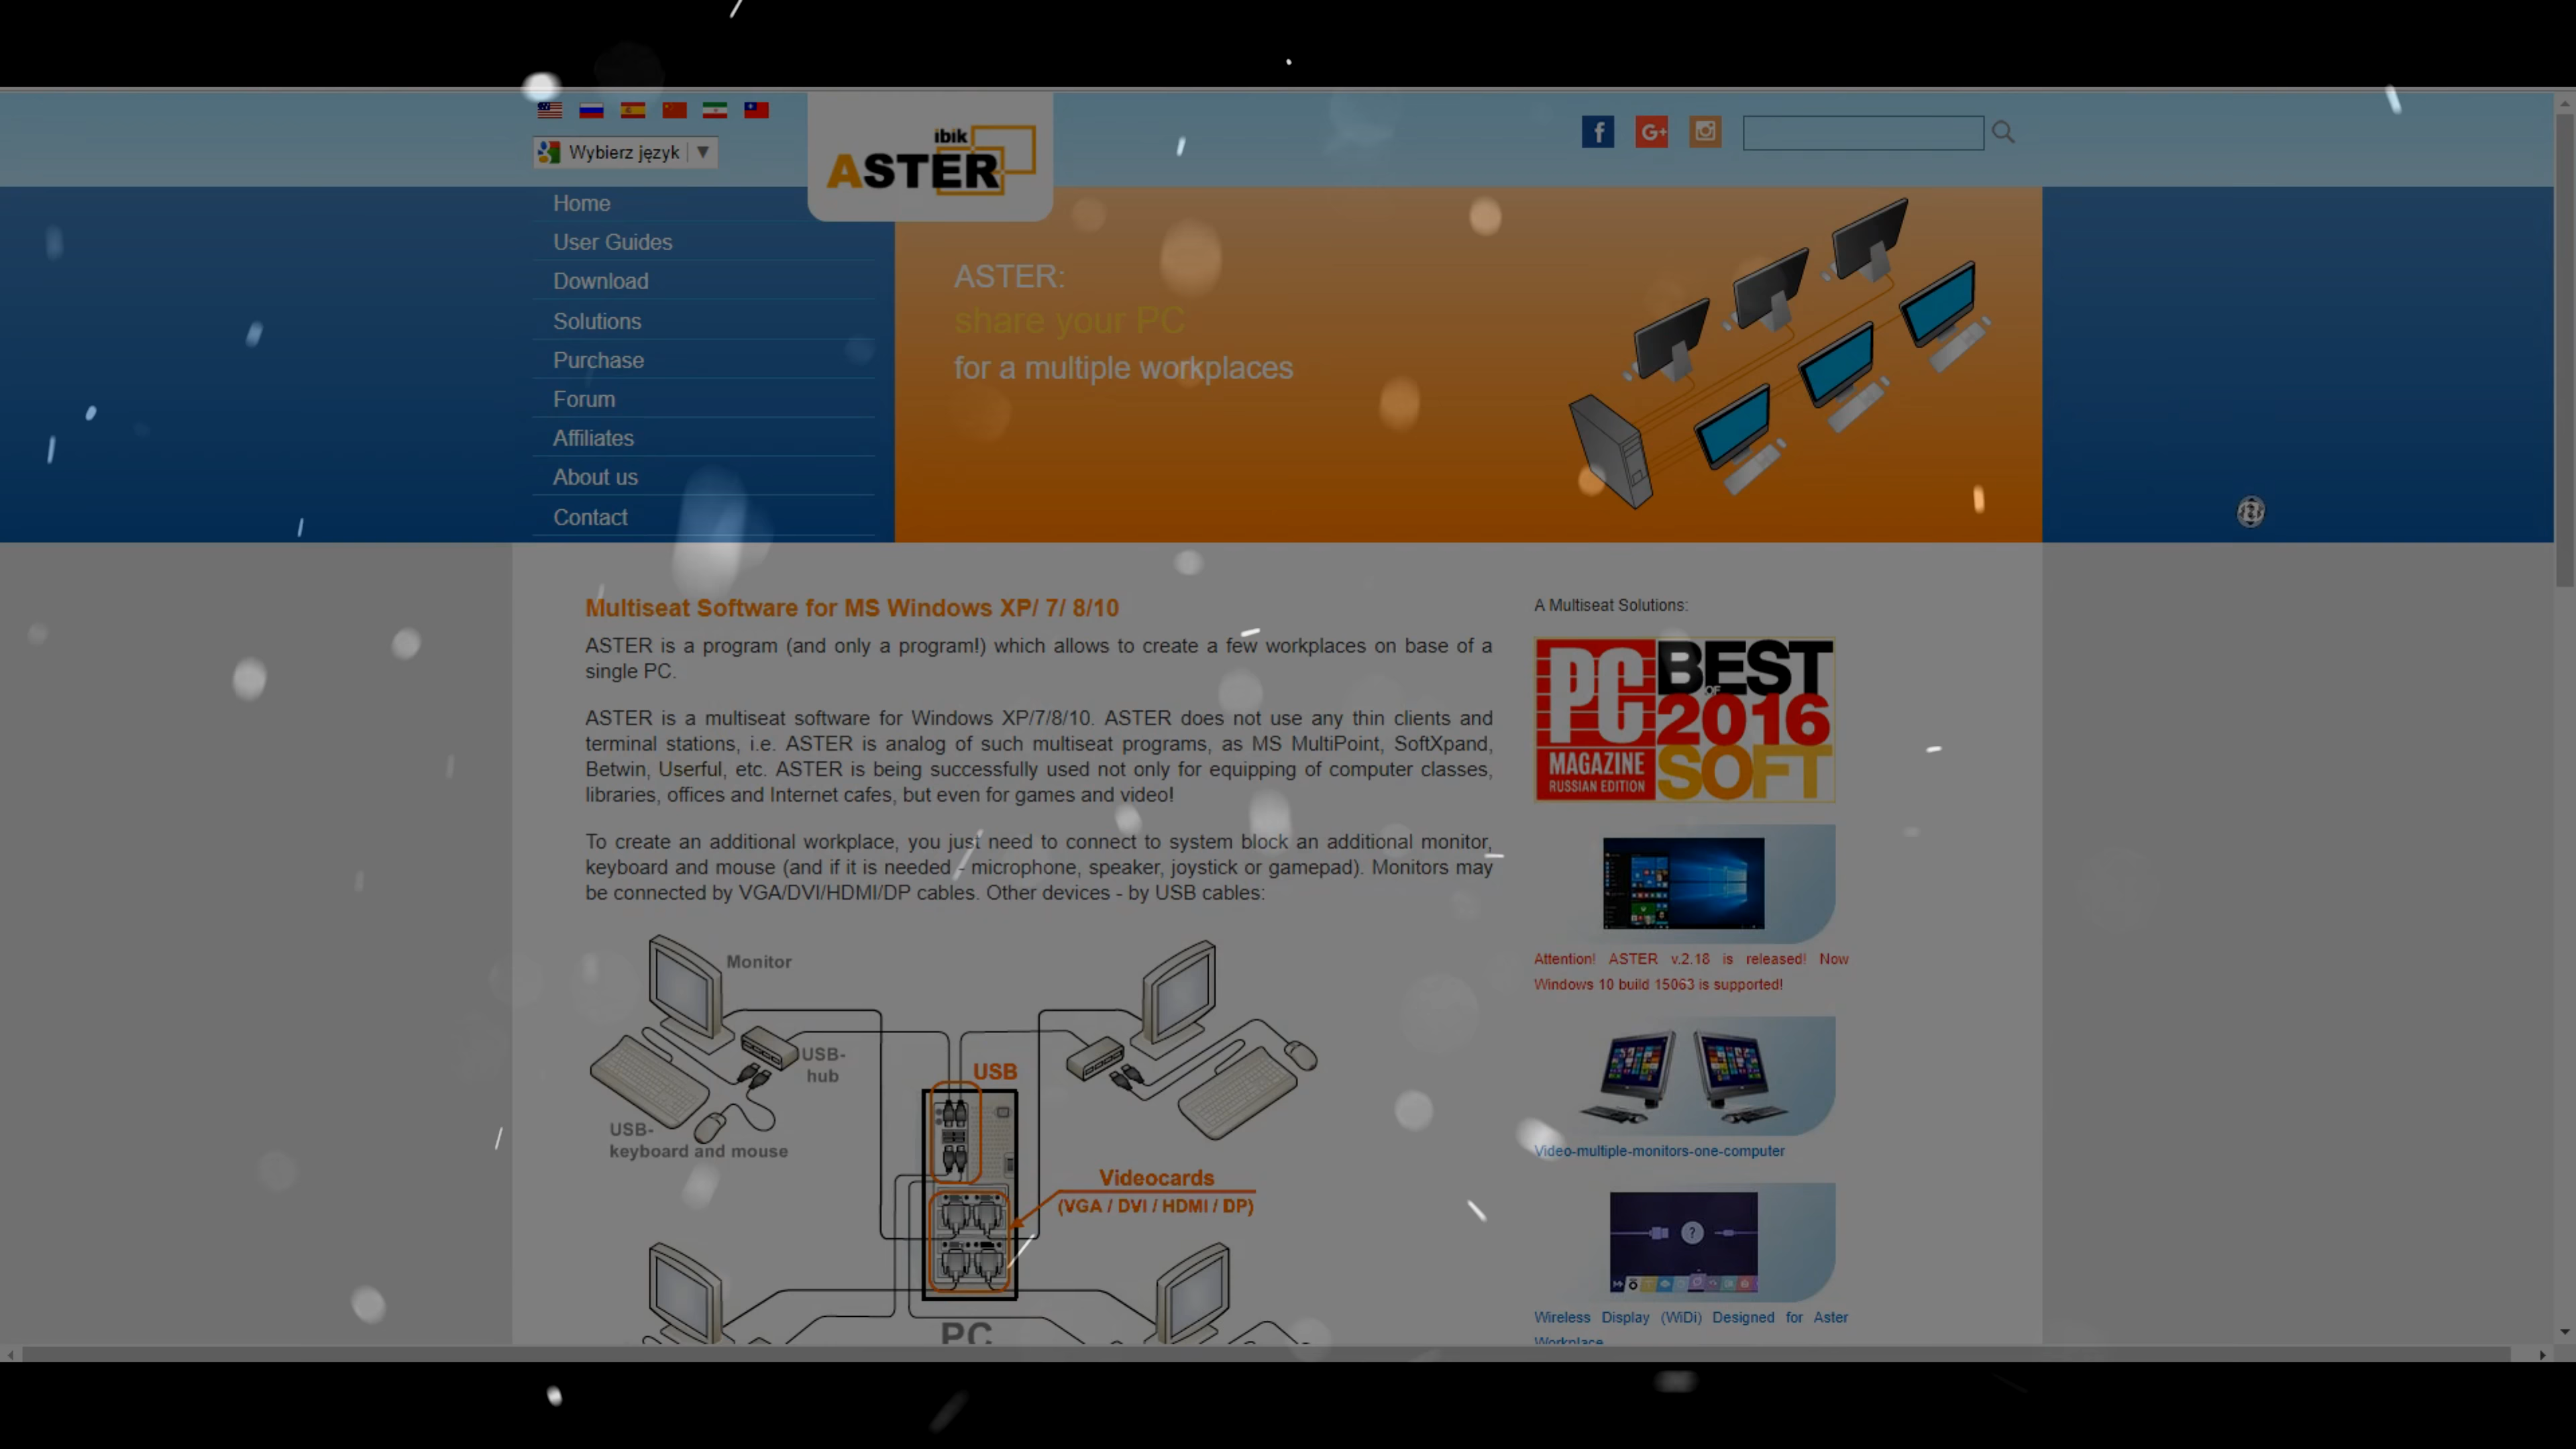 Wybierz język
ibik
ASTER
f
G+
Home
User Guides
Download
Solutions
Purchase
Forum
Affiliates
About us
Contact
ASTER:
share your PC
for a multiple workplaces
Multiseat Software for MS Windows XP/ 7/ 8/10
ASTER is a program (and only a program!) which allows to create a few workplaces on base of a
single PC.
ASTER is a multiseat software for Windows XP/7/8/10. ASTER does not use any thin clients and
terminal stations, i.e. ASTER is analog of such multiseat programs, as MS MultiPoint, SoftXpand,
Betwin, Userful, etc. ASTER is being successfully used not only for equipping of computer classes,
libraries, offices and Internet cafes, but even for games and video!
To create an additional workplace, you just need to connect to system block an additional monitor,
keyboard and mouse (and if it is needed - microphone, speaker, joystick or gamepad). Monitors may
be connected by VGA/DVI/HDMI/DP cables. Other devices - by USB cables:
Monitor
USB-
hub
USB-
keyboard and mouse
USB
Videocards
(VGA / DVI / HDMI / DP)
PC
A Multiseat Solutions:
PC
MAGAZINE
RUSSIAN EDITION
BEST
OF
2016
SOFT
Attention! ASTER v.2.18 is released! Now
Windows 10 build 15063 is supported!
Video-multiple-monitors-one-computer
?
Wireless Display (WiDi) Designed for Aster
Workplace